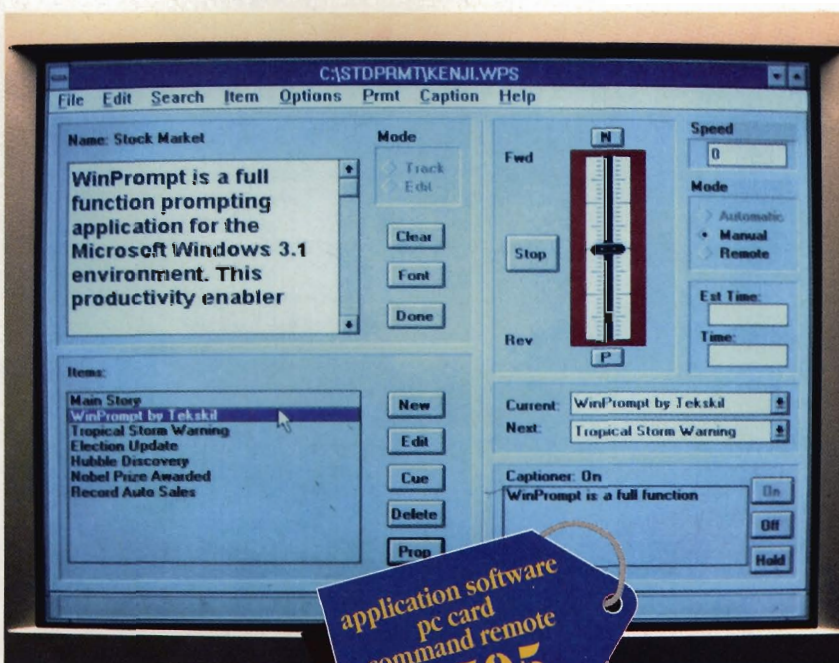 C:\STDPRMT\KENJI.WPS
File Edit Search Item Options Prmt Caption Help
Name: Stock Market
WinPrompt is a full
function prompting
application for the
Microsoft Windows 3.1
environment. This
productivity enabler
Mode
Track
Edit
Clear
Font
Done
Fwd
N
Stop
Rev
P
Speed
0
Mode
Automatic
Manual
Remote
Est Time:
Time:
Items:
Main Story
WinPrompt by Tekskil
Tropical Storm Warning
Election Update
Hubble Discovery
Nobel Prize Awarded
Record Auto Sales
New
Edit
Cue
Delete
Prop
Current: WinPrompt by Tekskil
Next: Tropical Storm Warning
Captioner: On
WinPrompt is a full function
On
Off
Hold
application software
pc card
command remote